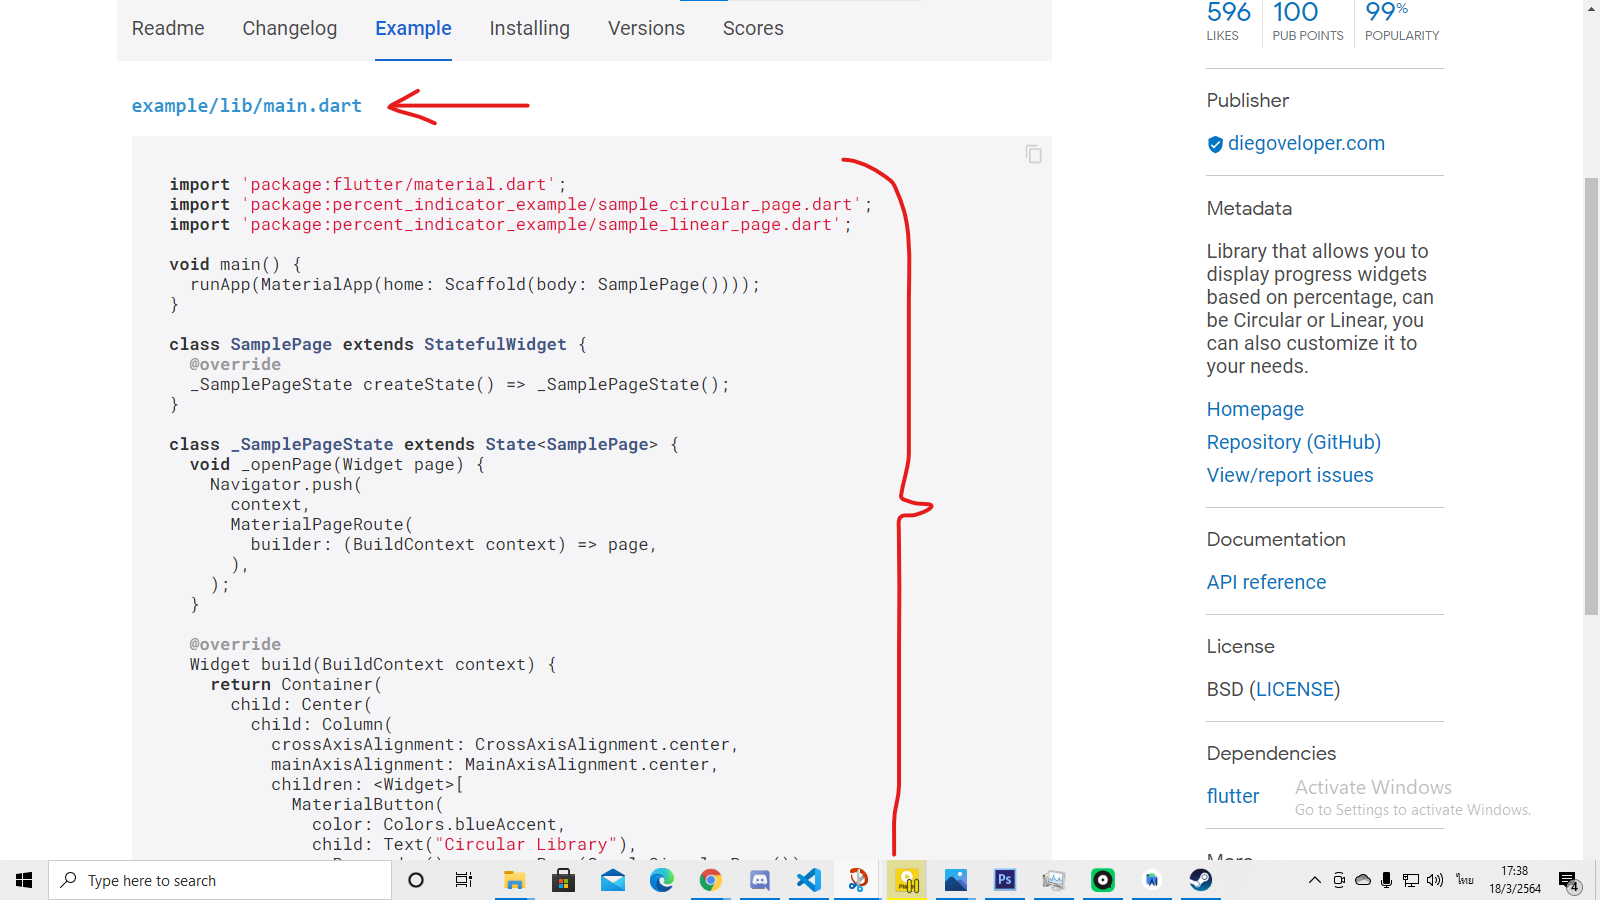 Readme
Changelog
Example
Installing
Versions
Scores
example/lib/main.dart
import 'package:flutter/material.dart';
import 'package:percent_indicator_example/sample_circular_page.dart';
import 'package:percent_indicator_example/sample_linear_page.dart';
void main() {
  runApp(MaterialApp(home: Scaffold(body: SamplePage())));
}
class SamplePage extends StatefulWidget {
  @override
  _SamplePageState createState() => _SamplePageState();
}
class _SamplePageState extends State<SamplePage> {
  void _openPage(Widget page) {
    Navigator.push(
      context,
      MaterialPageRoute(
        builder: (BuildContext context) => page,
      ),
    );
  }
  @override
  Widget build(BuildContext context) {
    return Container(
      child: Center(
        child: Column(
          crossAxisAlignment: CrossAxisAlignment.center,
          mainAxisAlignment: MainAxisAlignment.center,
          children: <Widget>[
            MaterialButton(
              color: Colors.blueAccent,
              child: Text("Circular Library"),
596
LIKES
100
PUB POINTS
99%
POPULARITY
Publisher
diegoveloper.com
Metadata
Library that allows you to
display progress widgets
based on percentage, can
be Circular or Linear, you
can also customize it to
your needs.
Homepage
Repository (GitHub)
View/report issues
Documentation
API reference
License
BSD (LICENSE)
Dependencies
flutter
Activate Windows
Go to Settings to activate Windows.
Type here to search
Ps
ไทย
17:38
18/3/2564
4